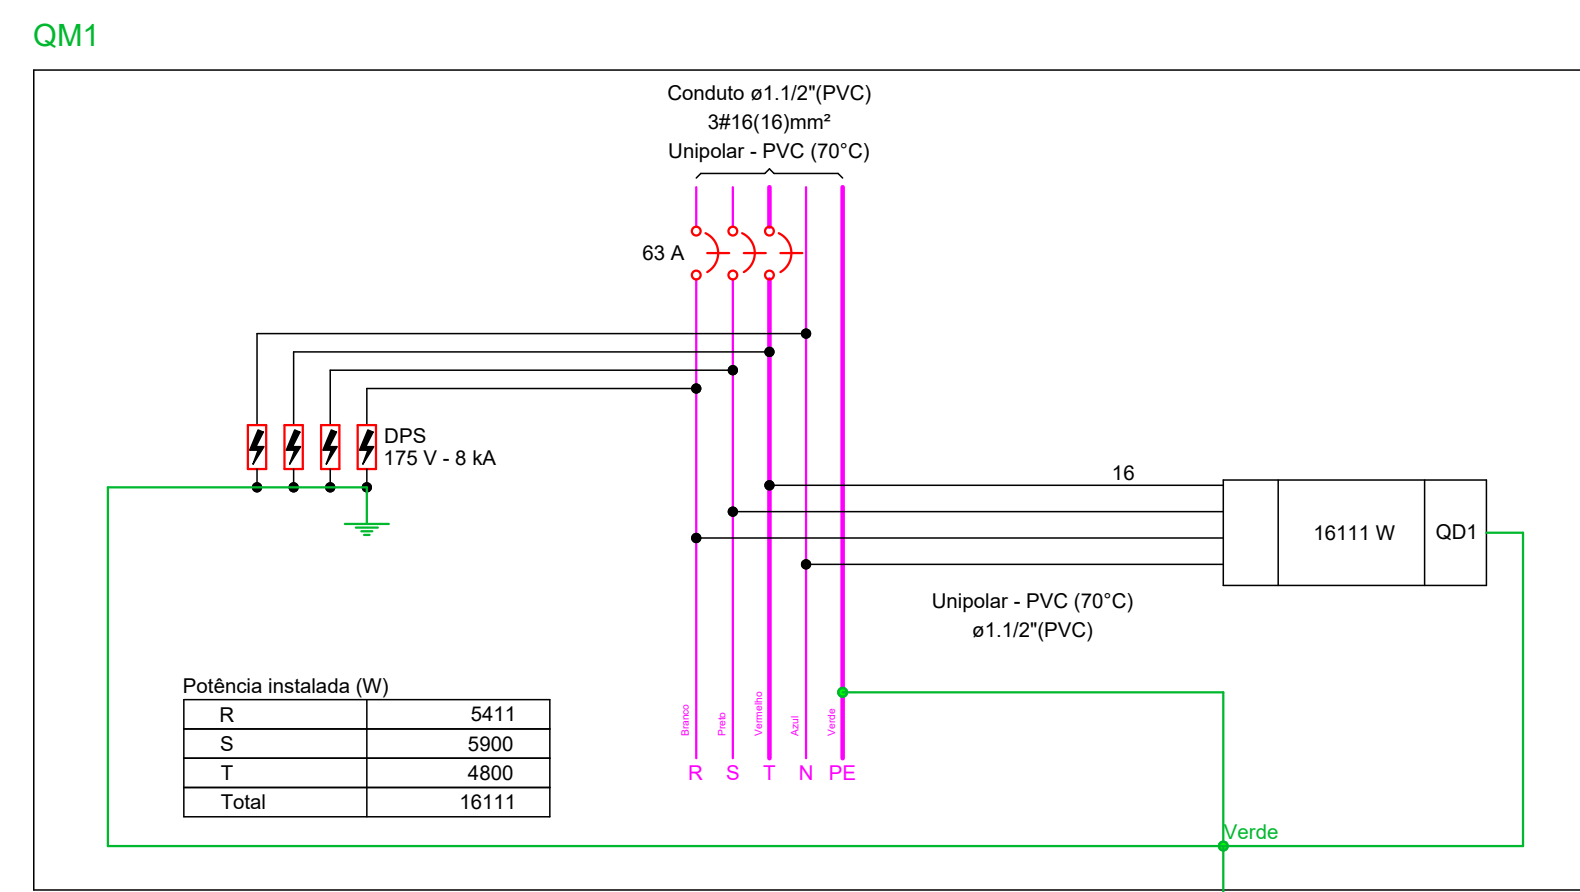 QM1
Conduto ø1.1/2"(PVC)
3#16(16)mm²
Unipolar - PVC (70°C)
63 A
DPS
175 V - 8 kA
16
16111 W
QD1
Unipolar - PVC (70°C)
ø1.1/2"(PVC)
Potência instalada (W)
R 5411
S 5900
T 4800
Total 16111
Branco
Preto
Vermelho
Azul
Verde
R S T N PE
Verde